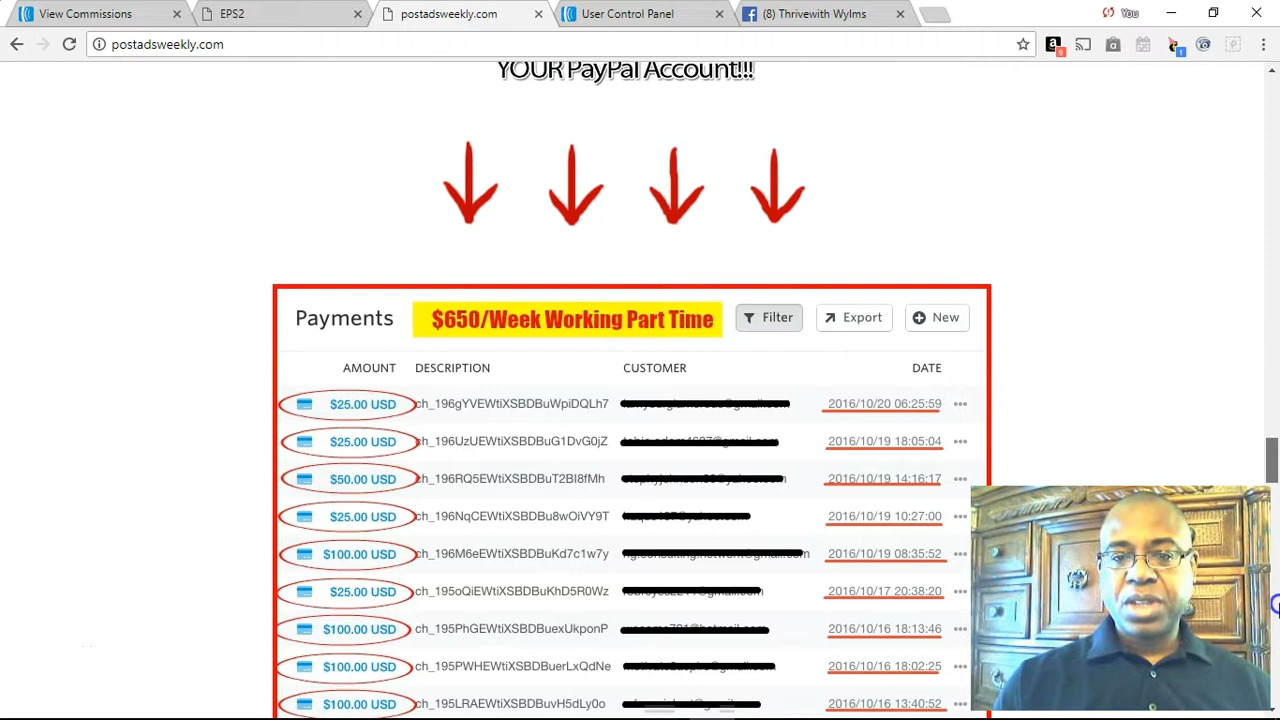 View Commissions
EPS2
postadsweekly.com
User Control Panel
(8) Thrivewith Wylms
You
postadsweekly.com
9
1
YOUR PayPal Account!!!
Payments
$650/Week Working Part Time
Filter
Export
New
AMOUNT DESCRIPTION CUSTOMER DATE
$25.00 USD ch_196gYVEWtiXSBDBuWpiDQLh7 2016/10/20 06:25:59
$25.00 USD ch_196UzUEWtiXSBDBuG1DvG0jZ 2016/10/19 18:05:04
$50.00 USD ch_196RQ5EWtiXSBDBuT2BI8fMh 2016/10/19 14:16:17
$25.00 USD ch_196NqCEWtiXSBDBu8wOiVY9T 2016/10/19 10:27:00
$100.00 USD ch_196M6eEWtiXSBDBuKd7c1w7y 2016/10/19 08:35:52
$25.00 USD ch_195oQiEWtiXSBDBuKhD5R0Wz 2016/10/17 20:38:20
$100.00 USD ch_195PhGEWtiXSBDBuexUkponP 2016/10/16 18:13:46
$100.00 USD ch_195PWHEWtiXSBDBuerLxQdNe 2016/10/16 18:02:25
$100.00 USD ch_195LRAEWtiXSBDBuvH5dLy0o 2016/10/16 13:40:52